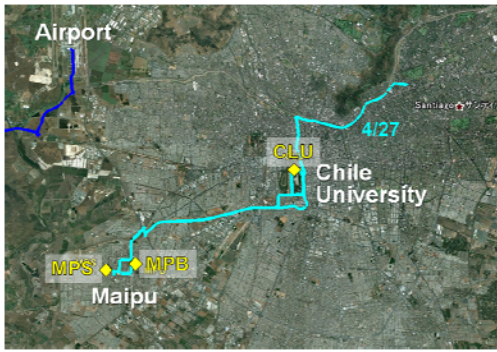 Airport
Santiago サンティ
4/27
CLU
Chile
University
MPS
MPB
Maipu